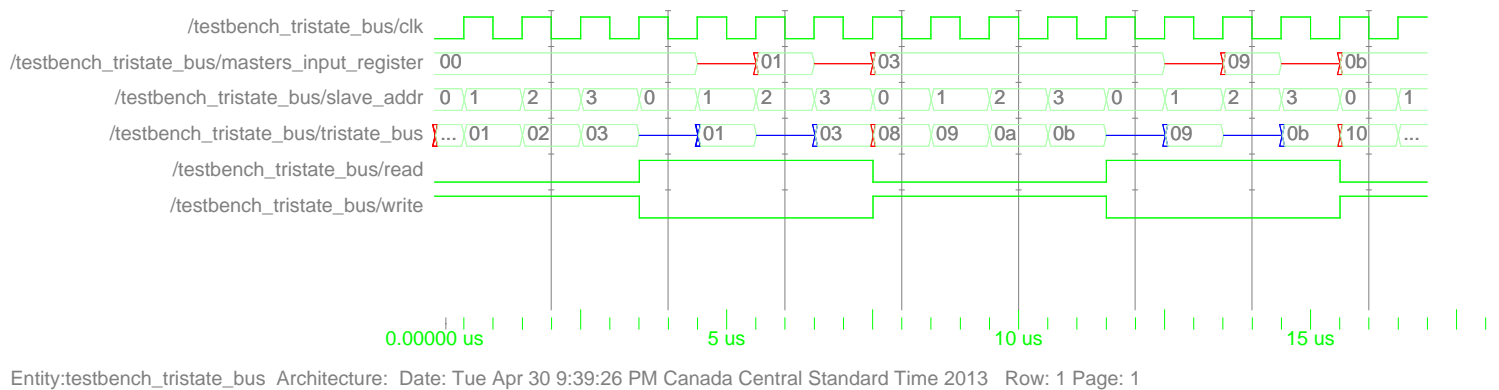 /testbench_tristate_bus/clk
/testbench_tristate_bus/masters_input_register 00 01 03 09 0b
/testbench_tristate_bus/slave_addr 0 1 2 3 0 1 2 3 0 1 2 3 0 1 2 3 0 1
/testbench_tristate_bus/tristate_bus ... 01 02 03 01 03 08 09 0a 0b 09 0b 10 ...
/testbench_tristate_bus/read
/testbench_tristate_bus/write
0.00000 us 5 us 10 us 15 us
Entity:testbench_tristate_bus Architecture: Date: Tue Apr 30 9:39:26 PM Canada Central Standard Time 2013 Row: 1 Page: 1